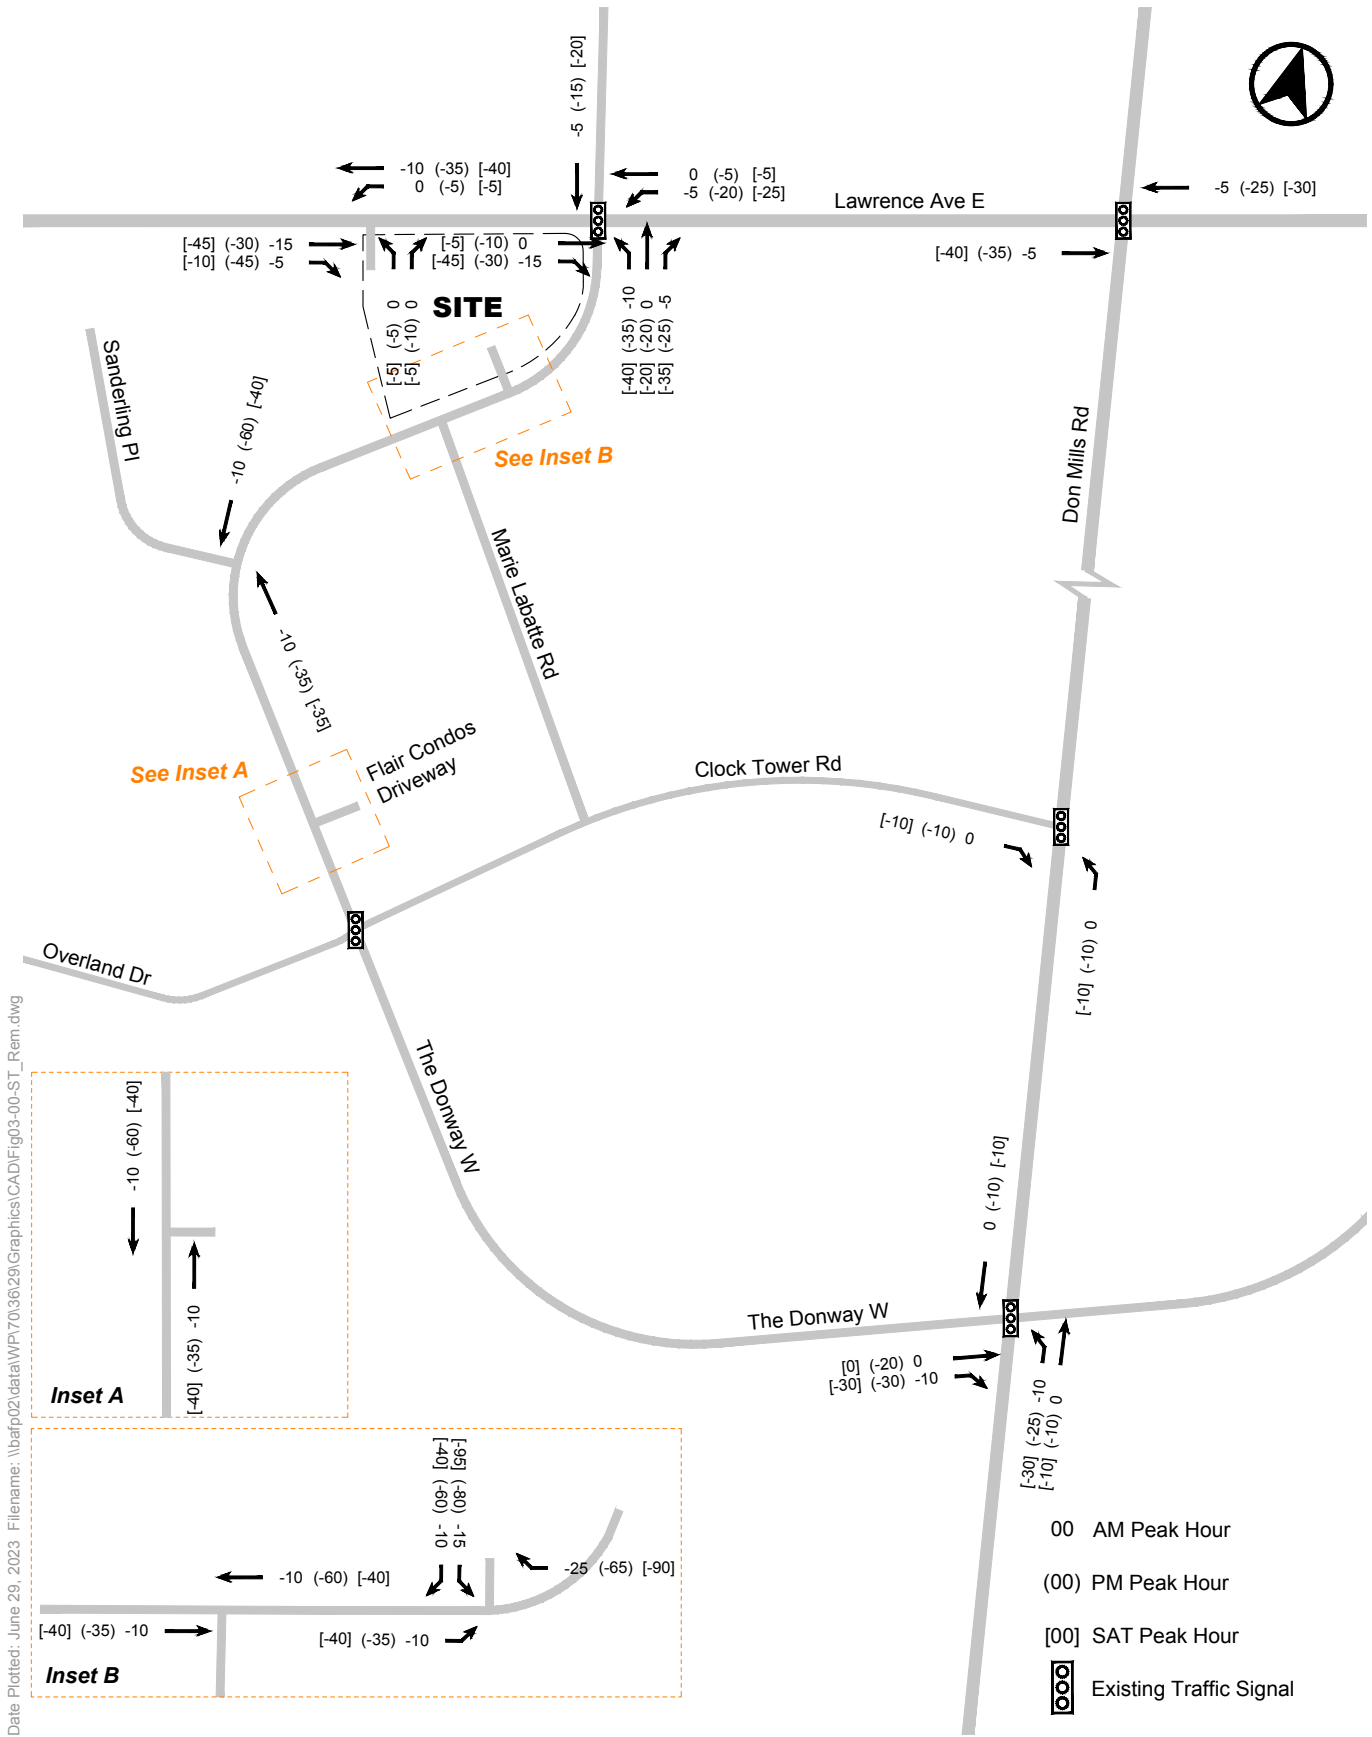 -5 (-15) [-20]
-10 (-35) [-40]
0 (-5) [-5]
0 (-5) [-5]
-5 (-20) [-25]
Lawrence Ave E
-5 (-25) [-30]
[-45] (-30) -15
[-10] (-45) -5
[-5] (-10) 0
[-45] (-30) -15
[-40] (-35) -5
[-5] (-5) 0
[-5] (-10) 0
SITE
[-40] (-35) -10
[-20] (-20) 0
[-35] (-25) -5
Sanderling Pl
-10 (-60) [-40]
See Inset B
Don Mills Rd
Marie Labatte Rd
-10 (-35) [-35]
See Inset A
Flair Condos
Driveway
Clock Tower Rd
[-10] (-10) 0
[-10] (-10) 0
Overland Dr
The Donway W
-10 (-60) [-40]
[-40] (-35) -10
Inset A
0 (-10) [-10]
The Donway W
[0] (-20) 0
[-30] (-30) -10
[-30] (-25) -10
[-10] (-10) 0
[-95] (-80) -15
[-40] (-60) -10
-10 (-60) [-40]
-25 (-65) [-90]
[-40] (-35) -10
[-40] (-35) -10
Inset B
00 AM Peak Hour
(00) PM Peak Hour
[00] SAT Peak Hour
Existing Traffic Signal
Date Plotted: June 29, 2023 Filename: \\bafp02\data\WP\70\36\29\Graphics\CAD\Fig03-00-ST_Rem.dwg